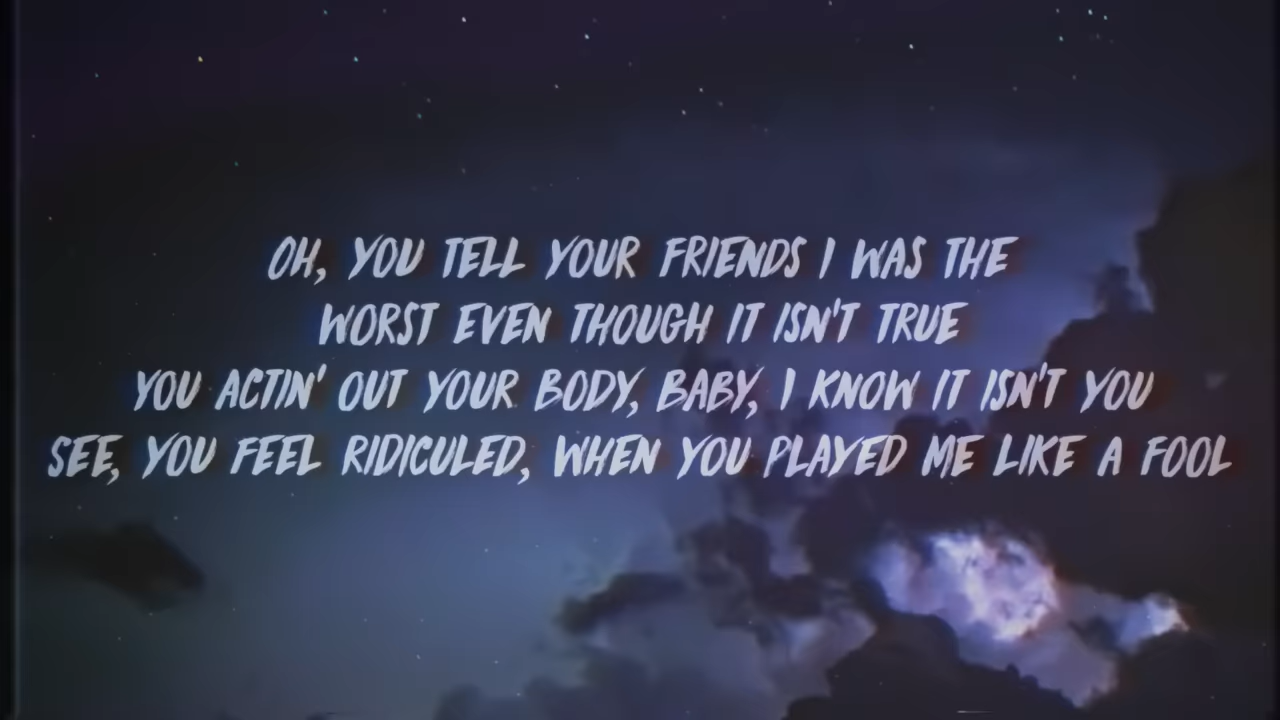 OH, YOU TELL YOUR FRIENDS I WAS THE
WORST EVEN THOUGH IT ISN'T TRUE
YOU ACTIN' OUT YOUR BODY, BABY, I KNOW IT ISN'T YOU
SEE, YOU FEEL RIDICULED, WHEN YOU PLAYED ME LIKE A FOOL